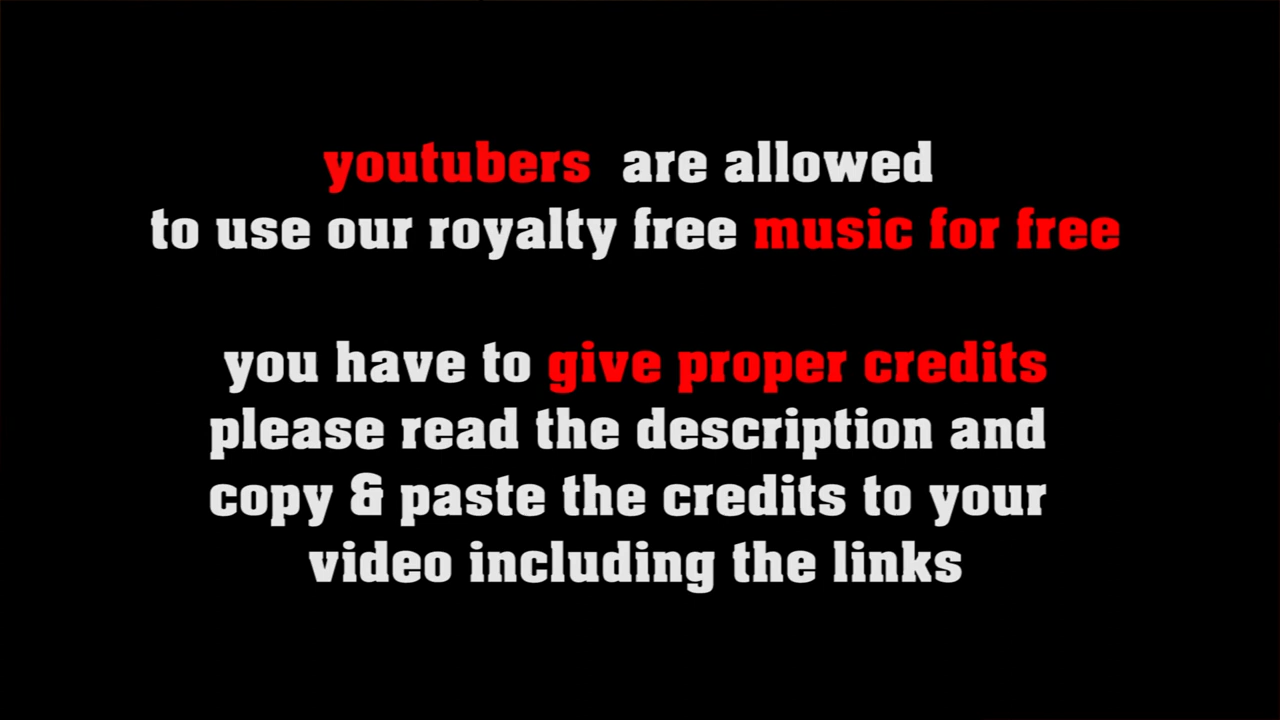 youtubers are allowed
to use our royalty free music for free
you have to give proper credits
please read the description and
copy & paste the credits to your
video including the links